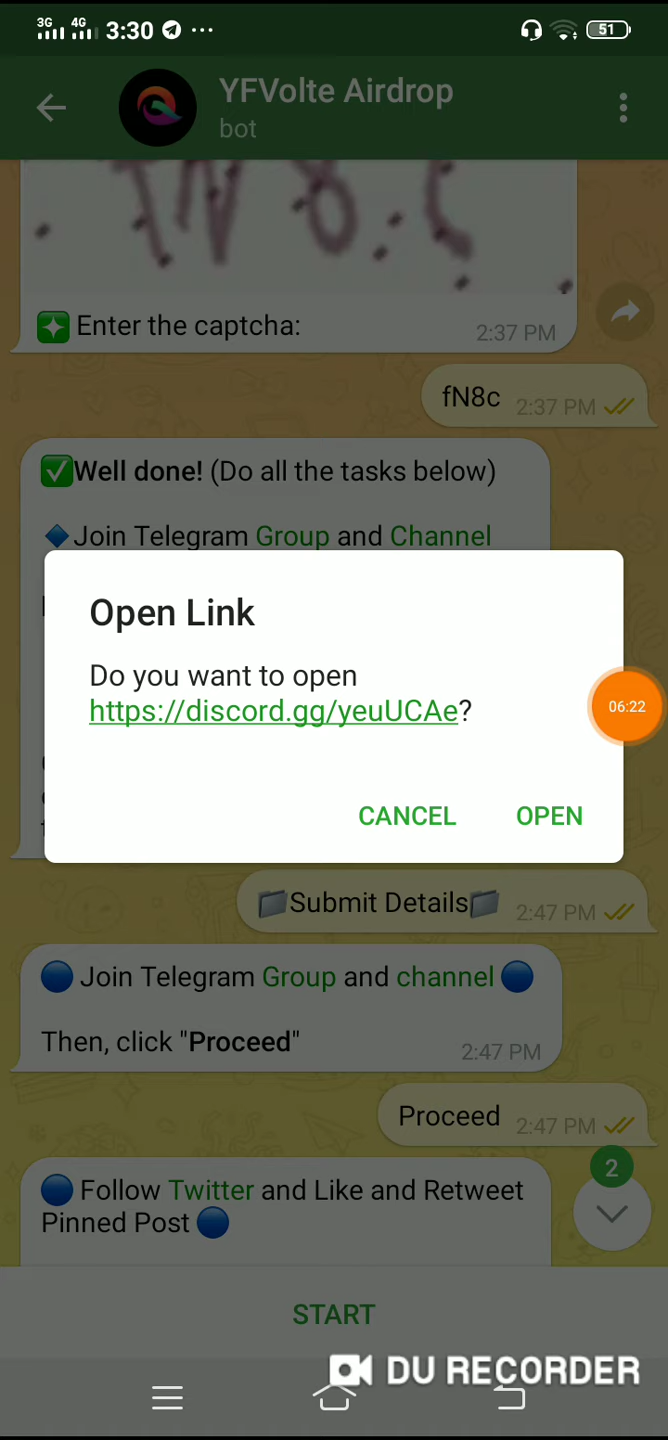 3G 4G 3:30 ... 51
YFVolte Airdrop
bot
Enter the captcha: 2:37 PM
fN8c 2:37 PM
Well done! (Do all the tasks below)
Join Telegram Group and Channel
Open Link
Do you want to open
https://discord.gg/yeuUCAe?
06:22
CANCEL OPEN
Submit Details 2:47 PM
Join Telegram Group and channel
Then, click "Proceed" 2:47 PM
Proceed 2:47 PM
2
Follow Twitter and Like and Retweet
Pinned Post
START
DU RECORDER